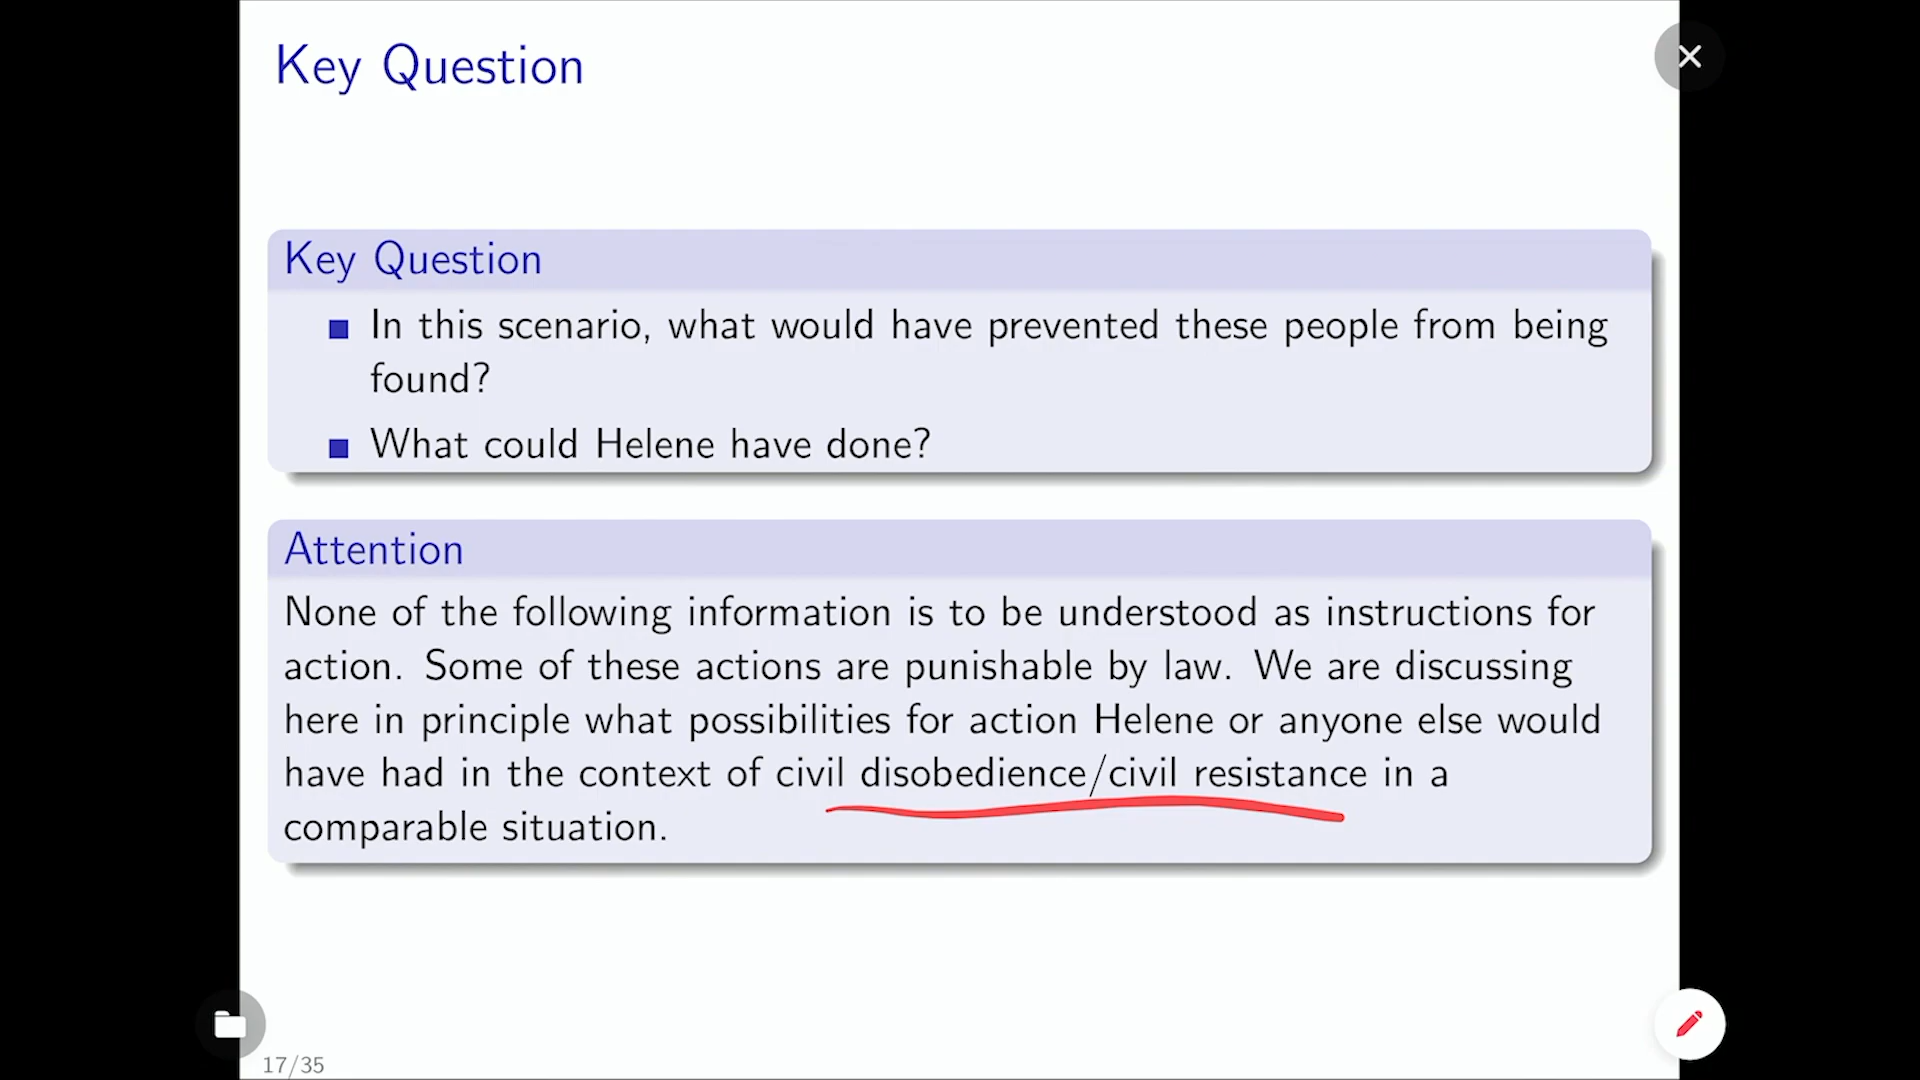 Key Question
Key Question
In this scenario, what would have prevented these people from being
found?
What could Helene have done?
Attention
None of the following information is to be understood as instructions for
action. Some of these actions are punishable by law. We are discussing
here in principle what possibilities for action Helene or anyone else would
have had in the context of civil disobedience/civil resistance in a
comparable situation.
17/35